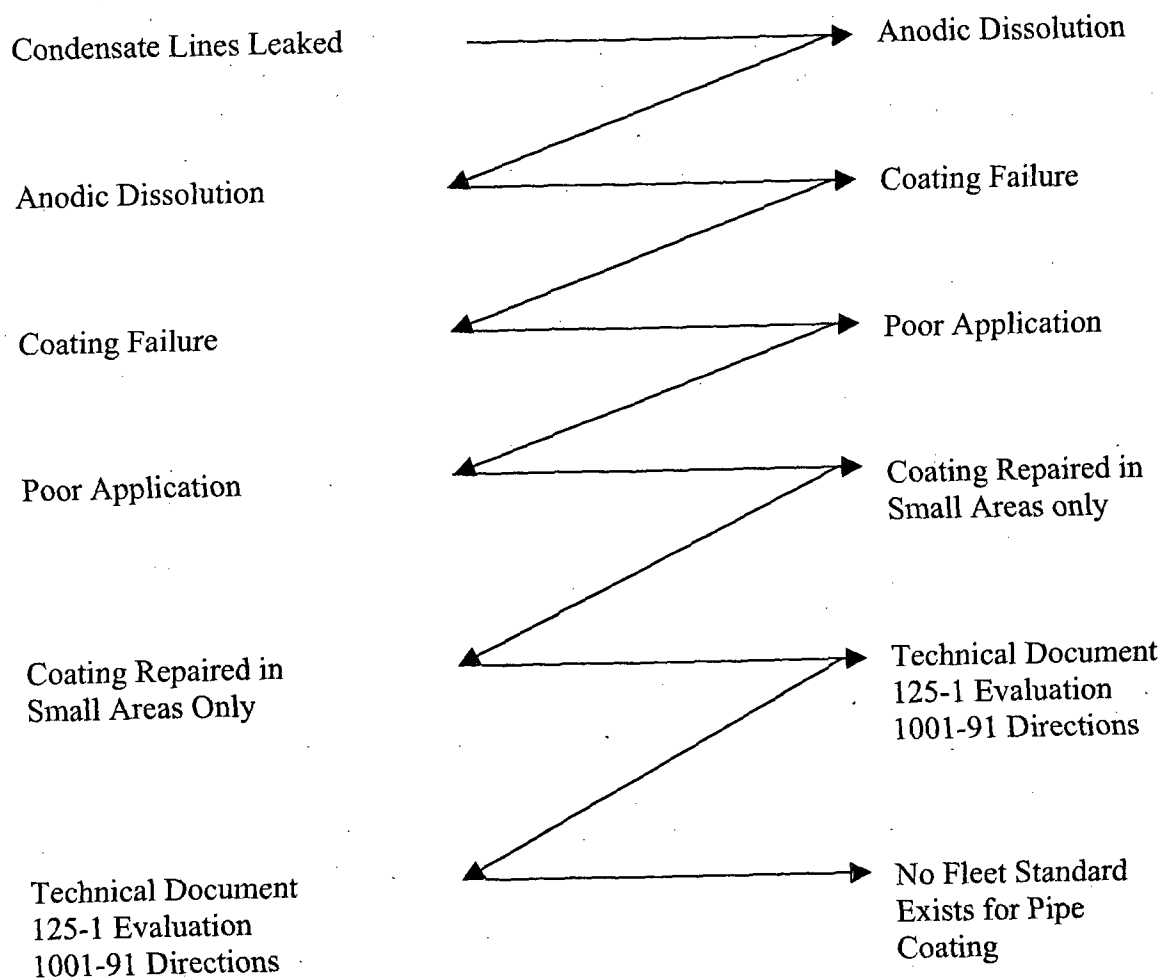 Condensate Lines Leaked
Anodic Dissolution
Anodic Dissolution
Coating Failure
Coating Failure
Poor Application
Poor Application
Coating Repaired in
Small Areas only
Coating Repaired in
Small Areas Only
Technical Document
125-1 Evaluation
1001-91 Directions
Technical Document
125-1 Evaluation
1001-91 Directions
No Fleet Standard
Exists for Pipe
Coating